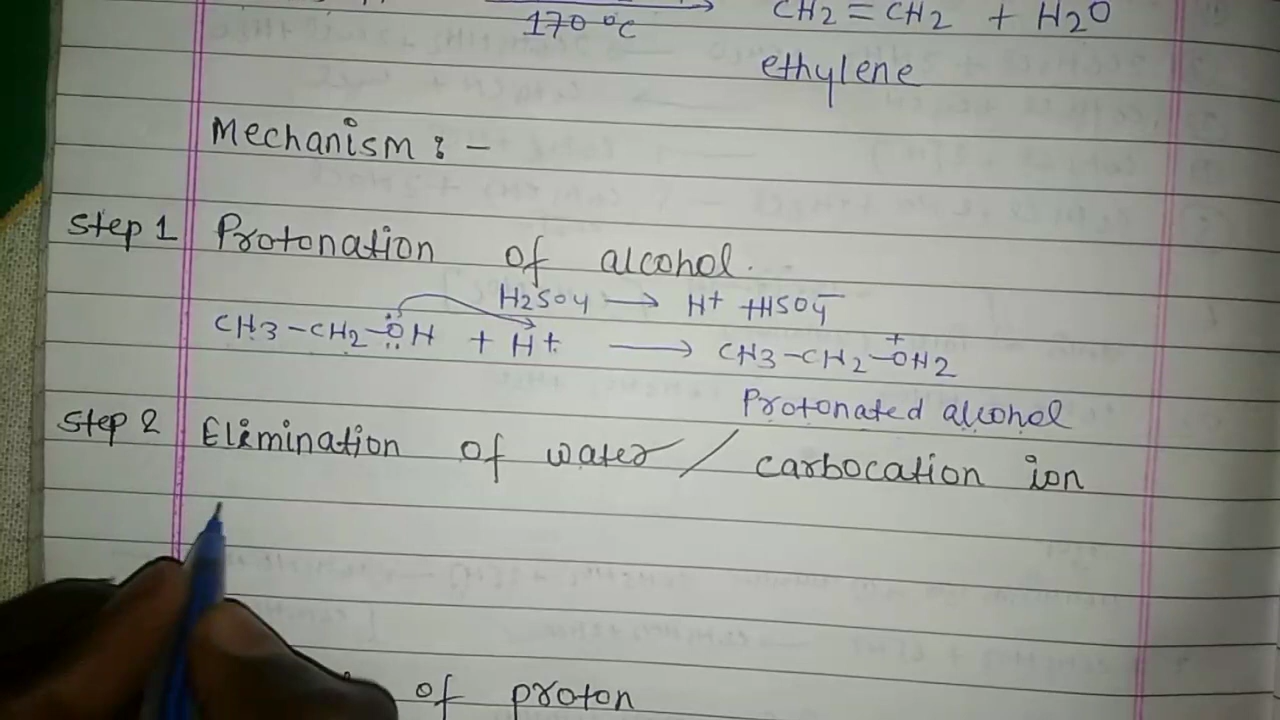 CH2=CH2 + H2O
170 °C
ethylene
Mechanism :-
Step 1 Protonation of alcohol.
H2SO4 → H+ + HSO4-
CH3-CH2-ÖH + H+ → CH3-CH2-O+H2
Protonated alcohol
Step 2 Elimination of water / carbocation ion
of proton